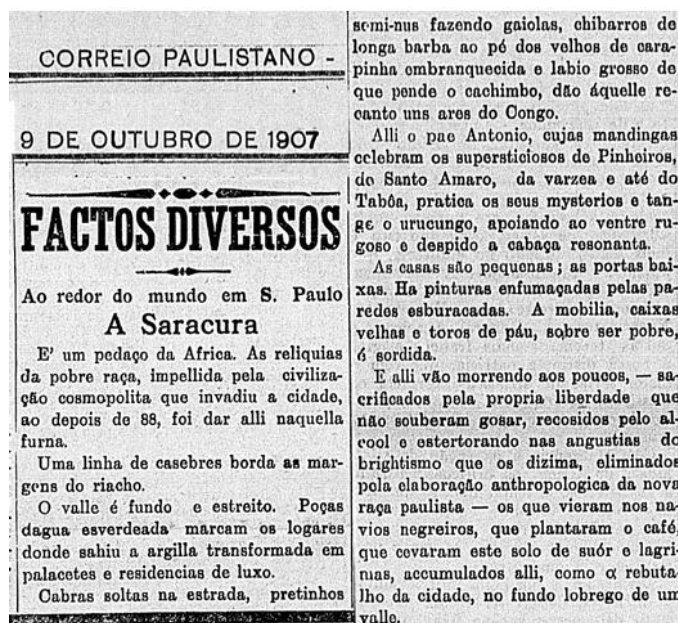 CORREIO PAULISTANO -
9 DE OUTUBRO DE 1907
FACTOS DIVERSOS
Ao redor do mundo em S. Paulo
A Saracura
E' um pedaço da Africa. As reliquias
da pobre raça, impellida pela civiliza-
ção cosmopolita que invadiu a cidade,
ao depois de 88, foi dar alli naquella
furna.
Uma linha de casebres borda as mar-
gens do riacho.
O valle é fundo e estreito. Poças
dagua esverdeada marcam os logares
donde sahiu a argilla transformada em
palacetes e residencias de luxo.
Cabras soltas na estrada, pretinhos
semi-nus fazendo gaiolas, chibarros de
longa barba ao pé dos velhos de cara-
pinha embranquecida e labio grosso de
que pende o cachimbo, dão áquelle re-
canto uns ares do Congo.
Alli o pae Antonio, cujas mandingas
celebram os supersticiosos de Pinheiros,
de Santo Amaro, da varzea e até do
Tabôa, pratica os seus mysterios e tan-
ge o urucungo, apoiando ao ventre ru-
goso e despido a cabaça resonanta.
As casas são pequenas; as portas bai-
xas. Ha pinturas enfumaçadas pelas pa-
redes esburacadas. A mobilia, caixas
velhas e toros de páu, sobre ser pobre,
é sordida.
E alli vão morrendo aos poucos, — sa-
crificados pela propria liberdade que
não souberam gosar, recosidos pelo al-
cool e estertorando nas angustias do
brightismo que os dizima, eliminados
pela elaboração anthropologica da nova
raça paulista — os que vieram nos na-
vios negreiros, que plantaram o café,
que cevaram este solo de suór e lagri-
mas, accumulados alli, como o rebuta-
lho da cidade, no fundo lobrego de um
valle.